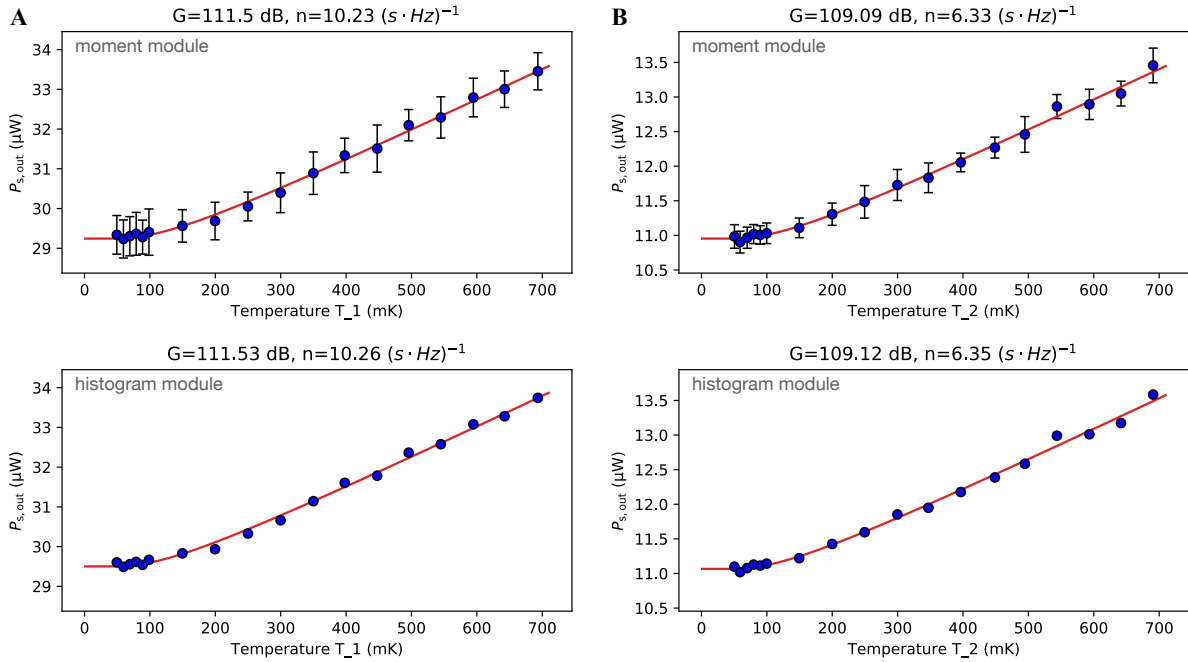 A
G=111.5 dB, n=10.23 (s · Hz)⁻¹
moment module
34
33
32
31
30
29
P_s,out (μW)
0 100 200 300 400 500 600 700
Temperature T_1 (mK)
B
G=109.09 dB, n=6.33 (s · Hz)⁻¹
moment module
13.5
13.0
12.5
12.0
11.5
11.0
10.5
P_s,out (μW)
0 100 200 300 400 500 600 700
Temperature T_2 (mK)
G=111.53 dB, n=10.26 (s · Hz)⁻¹
histogram module
34
33
32
31
30
29
P_s,out (μW)
0 100 200 300 400 500 600 700
Temperature T_1 (mK)
G=109.12 dB, n=6.35 (s · Hz)⁻¹
histogram module
13.5
13.0
12.5
12.0
11.5
11.0
10.5
P_s,out (μW)
0 100 200 300 400 500 600 700
Temperature T_2 (mK)